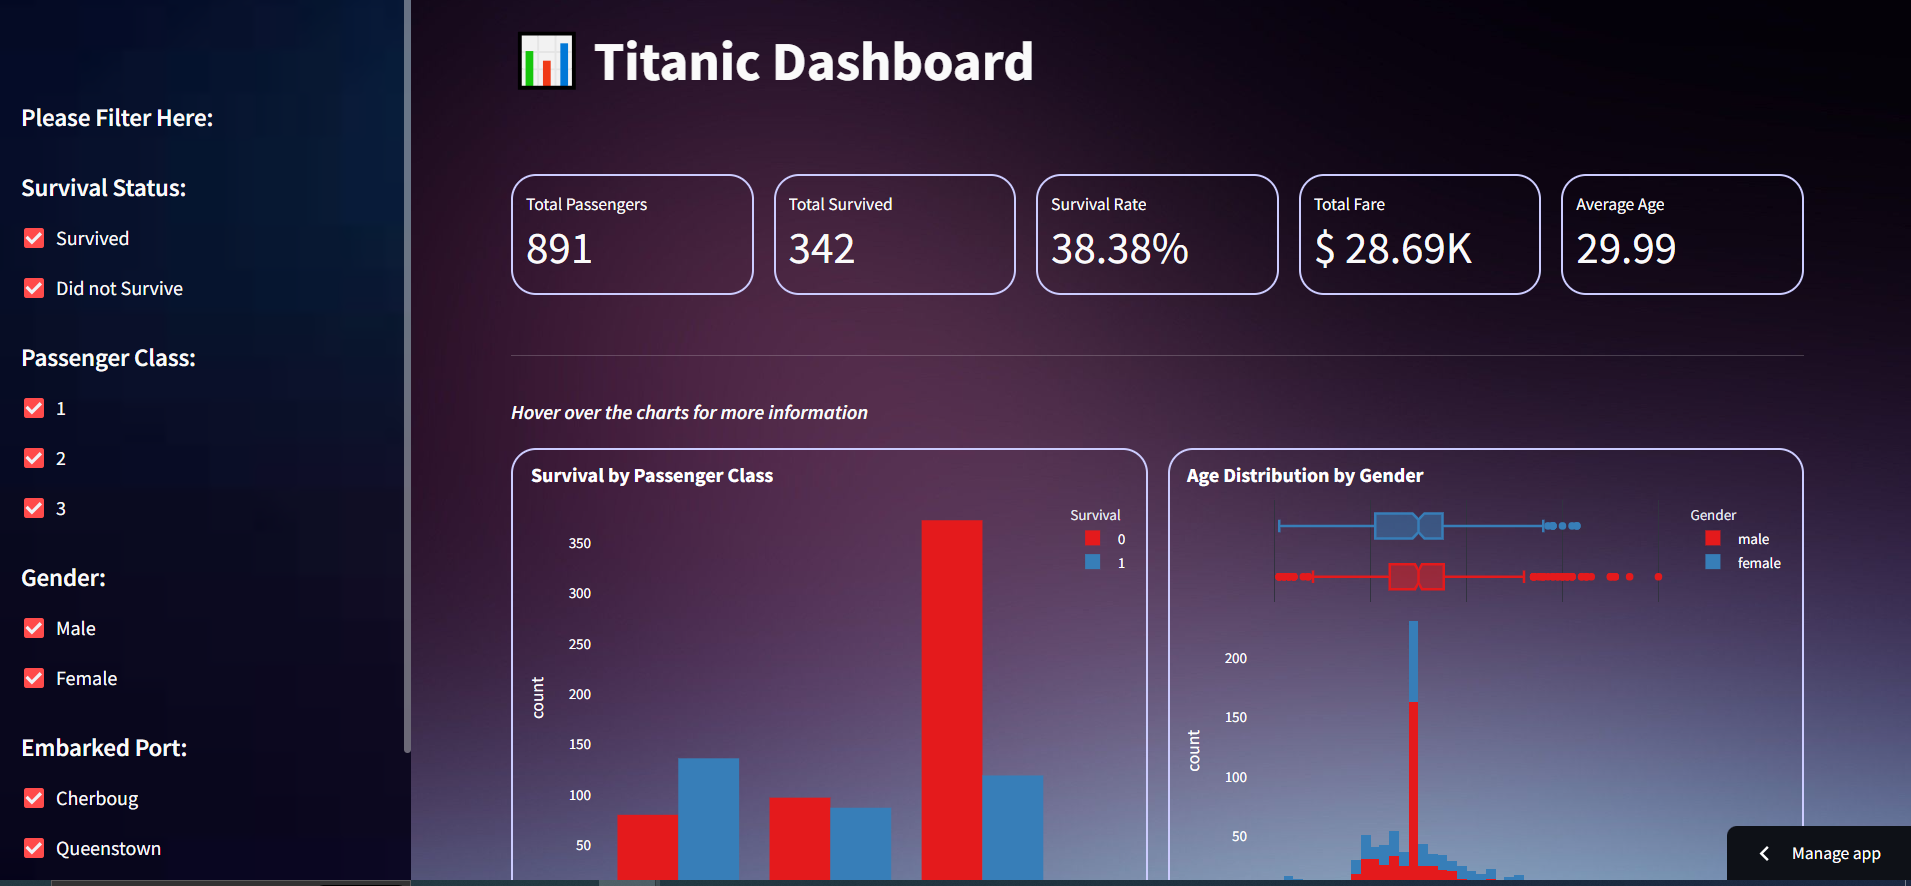 Please Filter Here:
Survival Status:
Survived
Did not Survive
Passenger Class:
1
2
3
Gender:
Male
Female
Embarked Port:
Cherboug
Queenstown
Titanic Dashboard
Total Passengers
891
Total Survived
342
Survival Rate
38.38%
Total Fare
$ 28.69K
Average Age
29.99
Hover over the charts for more information
Survival by Passenger Class
Survival
0
1
350
300
250
200
150
100
50
count
Age Distribution by Gender
Gender
male
female
200
150
100
50
count
Manage app